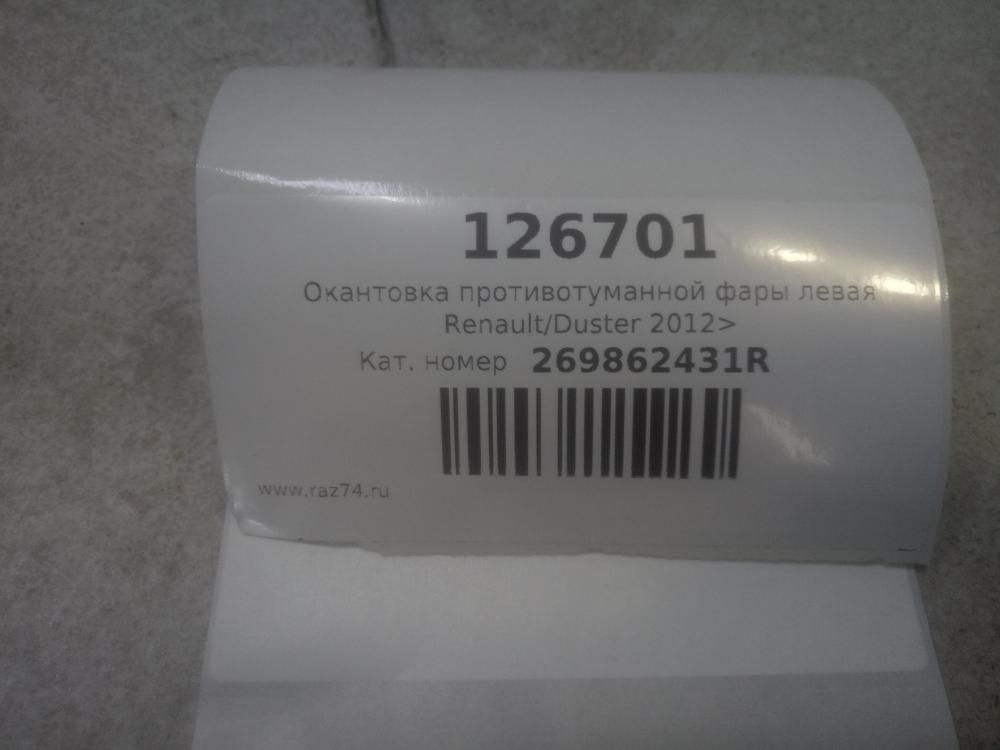 126701
Окантовка противотуманной фары левая
Renault/Duster 2012>
Кат. номер 269862431R
www.raz74.ru